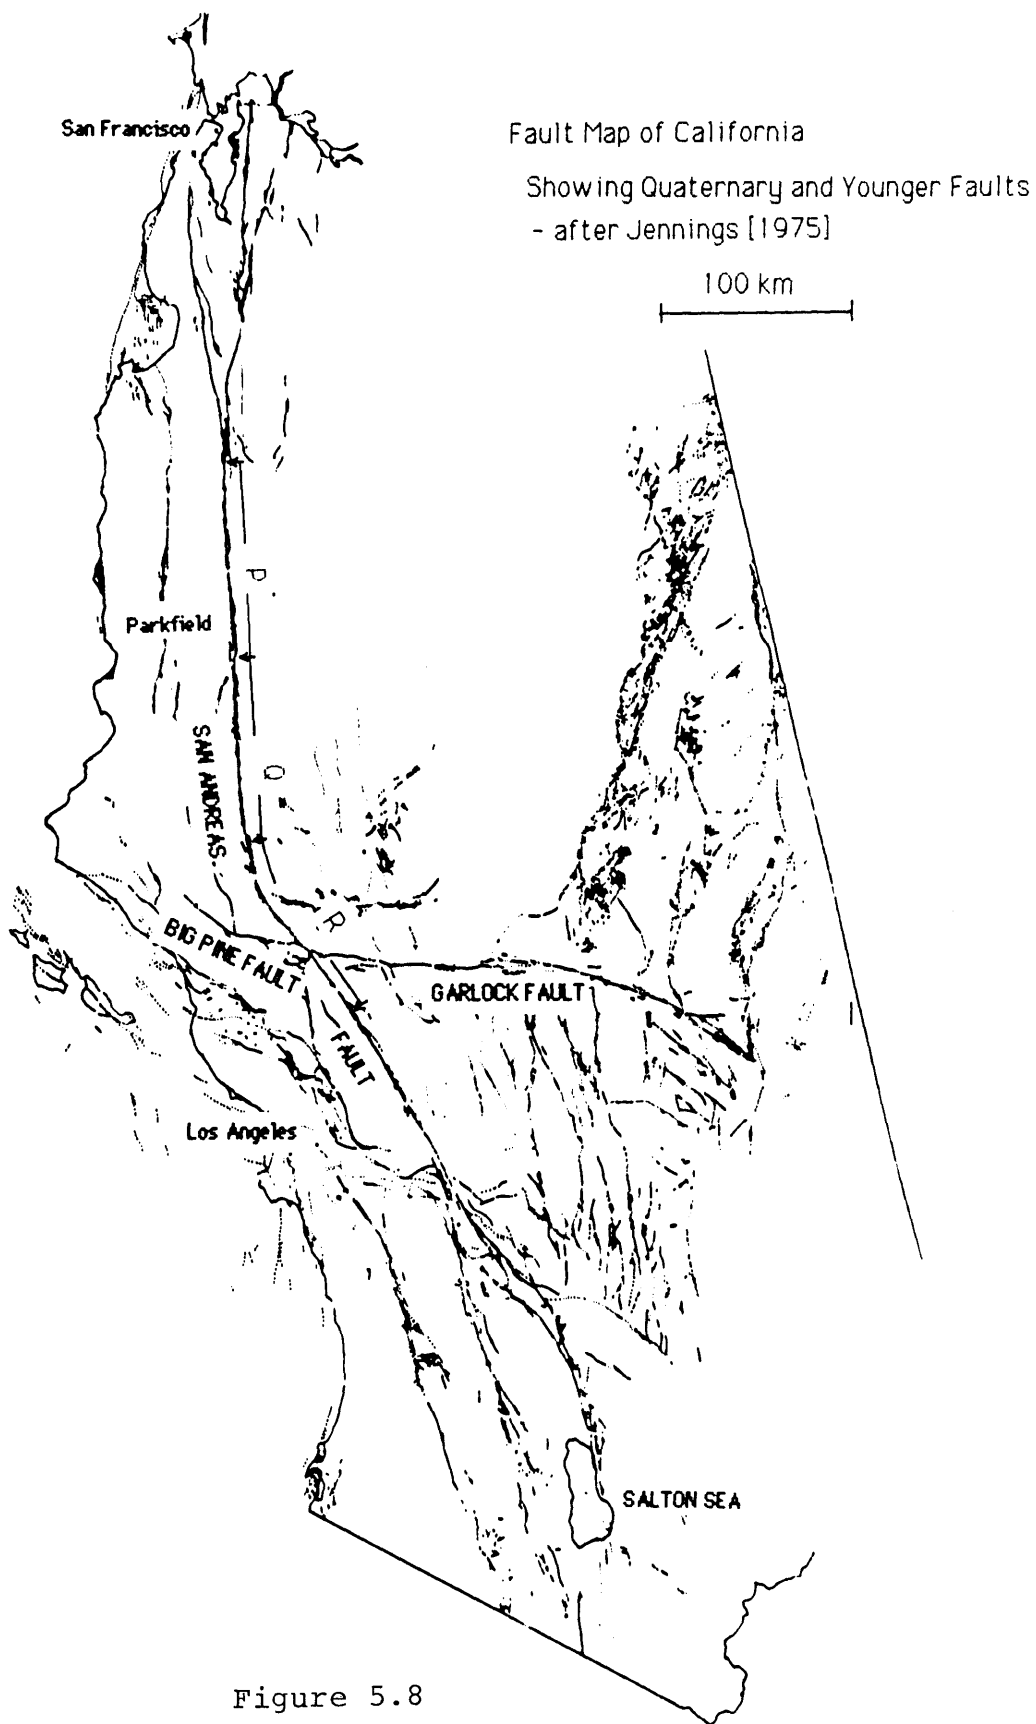 San Francisco
Fault Map of California
Showing Quaternary and Younger Faults
- after Jennings [1975]
100 km
P
Parkfield
SAN ANDREAS
Q
R
BIG PINE FAULT
GARLOCK FAULT
FAULT
Los Angeles
SALTON SEA
Figure 5.8